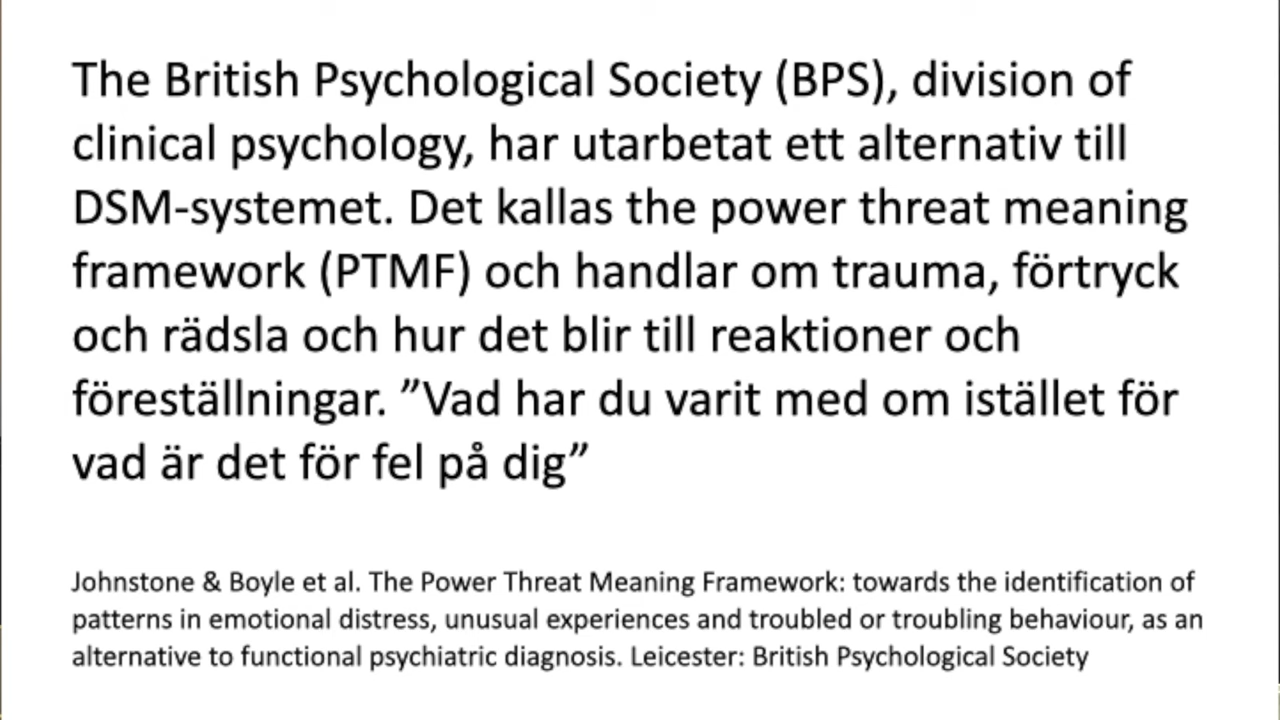 The British Psychological Society (BPS), division of
clinical psychology, har utarbetat ett alternativ till
DSM-systemet. Det kallas the power threat meaning
framework (PTMF) och handlar om trauma, förtryck
och rädsla och hur det blir till reaktioner och
föreställningar. ”Vad har du varit med om istället för
vad är det för fel på dig”
Johnstone & Boyle et al. The Power Threat Meaning Framework: towards the identification of
patterns in emotional distress, unusual experiences and troubled or troubling behaviour, as an
alternative to functional psychiatric diagnosis. Leicester: British Psychological Society